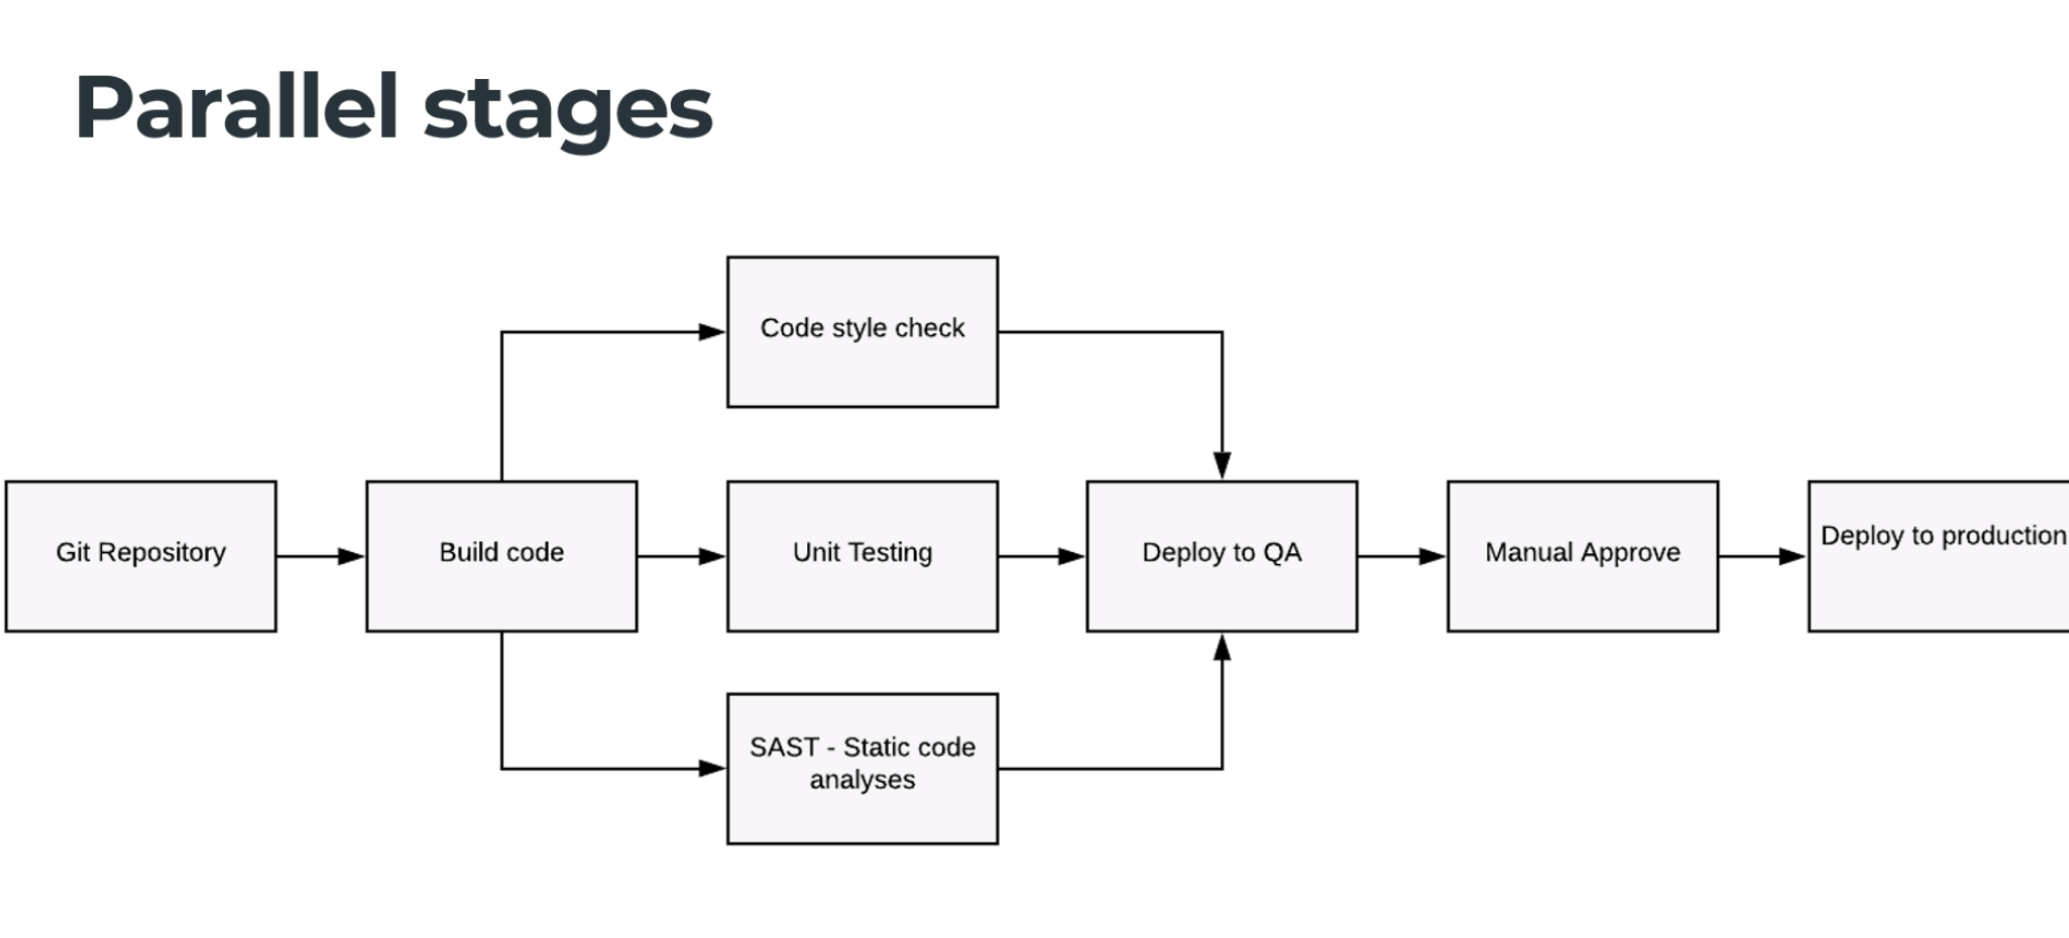 Parallel stages
Code style check
Git Repository
Build code
Unit Testing
Deploy to QA
Manual Approve
Deploy to production
SAST - Static code
analyses